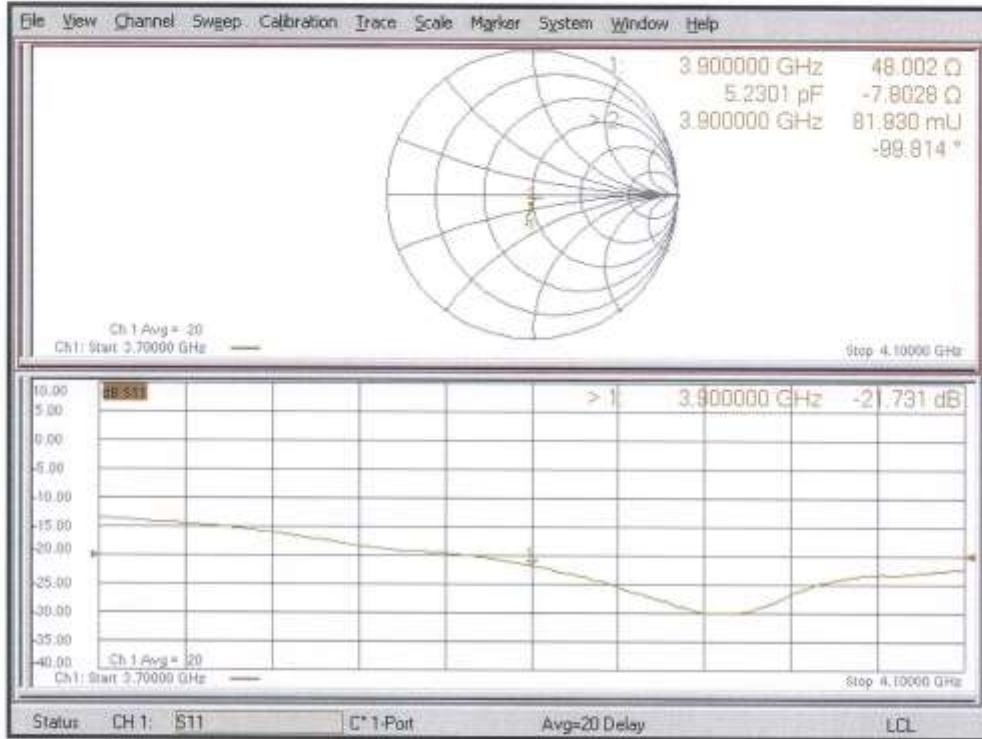 File View Channel Sweep Calibration Trace Scale Marker System Window Help
1: 3.900000 GHz 48.002 Ω
5.2301 pF -7.8028 Ω
> 2: 3.900000 GHz 81.930 mU
-99.814 °
Ch 1 Avg = 20
Ch1: Start 3.70000 GHz
Stop 4.10000 GHz
10.00 dB S11
> 1: 3.900000 GHz -21.731 dB
5.00
0.00
-5.00
-10.00
-15.00
-20.00
-25.00
-30.00
-35.00
-40.00
Ch 1 Avg = 20
Ch1: Start 3.70000 GHz
Stop 4.10000 GHz
Status CH 1: S11 C* 1-Port Avg=20 Delay LCL